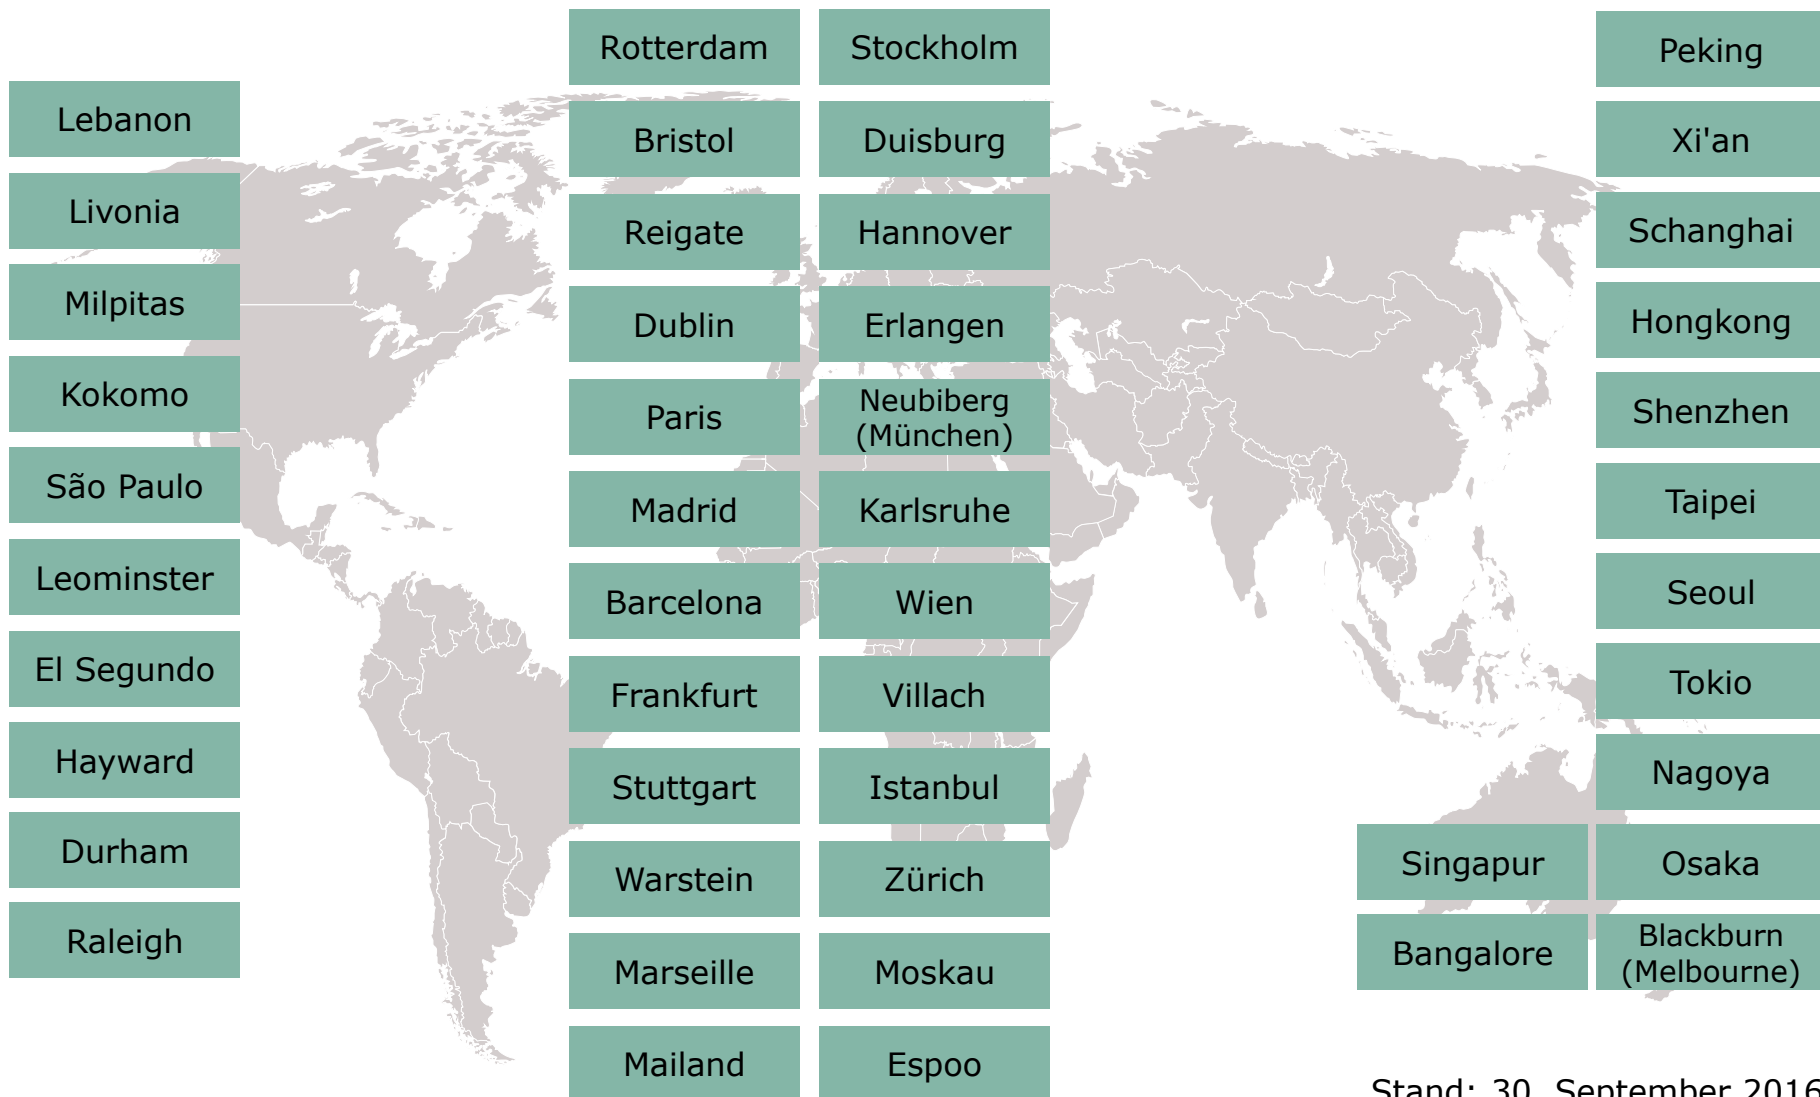 Lebanon
Livonia
Milpitas
Kokomo
São Paulo
Leominster
El Segundo
Hayward
Durham
Raleigh
Rotterdam
Bristol
Reigate
Dublin
Paris
Madrid
Barcelona
Frankfurt
Stuttgart
Warstein
Marseille
Mailand
Stockholm
Duisburg
Hannover
Erlangen
Neubiberg
(München)
Karlsruhe
Wien
Villach
Istanbul
Zürich
Moskau
Espoo
Singapur
Bangalore
Peking
Xi'an
Schanghai
Hongkong
Shenzhen
Taipei
Seoul
Tokio
Nagoya
Osaka
Blackburn
(Melbourne)
Stand: 30. September 2016